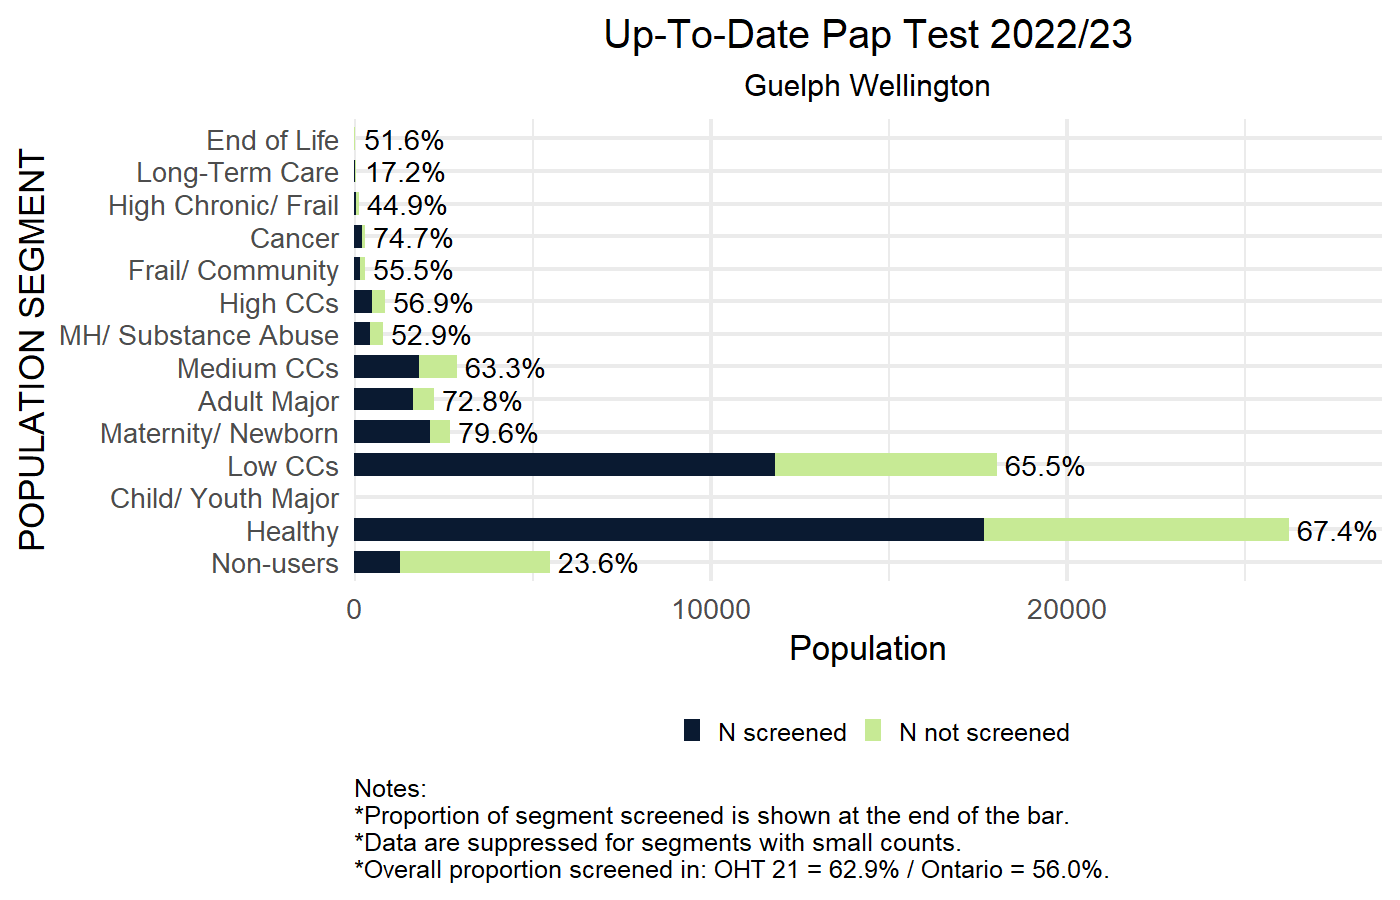 Up-To-Date Pap Test 2022/23
Guelph Wellington
POPULATION SEGMENT
End of Life 51.6%
Long-Term Care 17.2%
High Chronic/ Frail 44.9%
Cancer 74.7%
Frail/ Community 55.5%
High CCs 56.9%
MH/ Substance Abuse 52.9%
Medium CCs 63.3%
Adult Major 72.8%
Maternity/ Newborn 79.6%
Low CCs 65.5%
Child/ Youth Major
Healthy 67.4%
Non-users 23.6%
0 10000 20000
Population
N screened N not screened
Notes:
*Proportion of segment screened is shown at the end of the bar.
*Data are suppressed for segments with small counts.
*Overall proportion screened in: OHT 21 = 62.9% / Ontario = 56.0%.